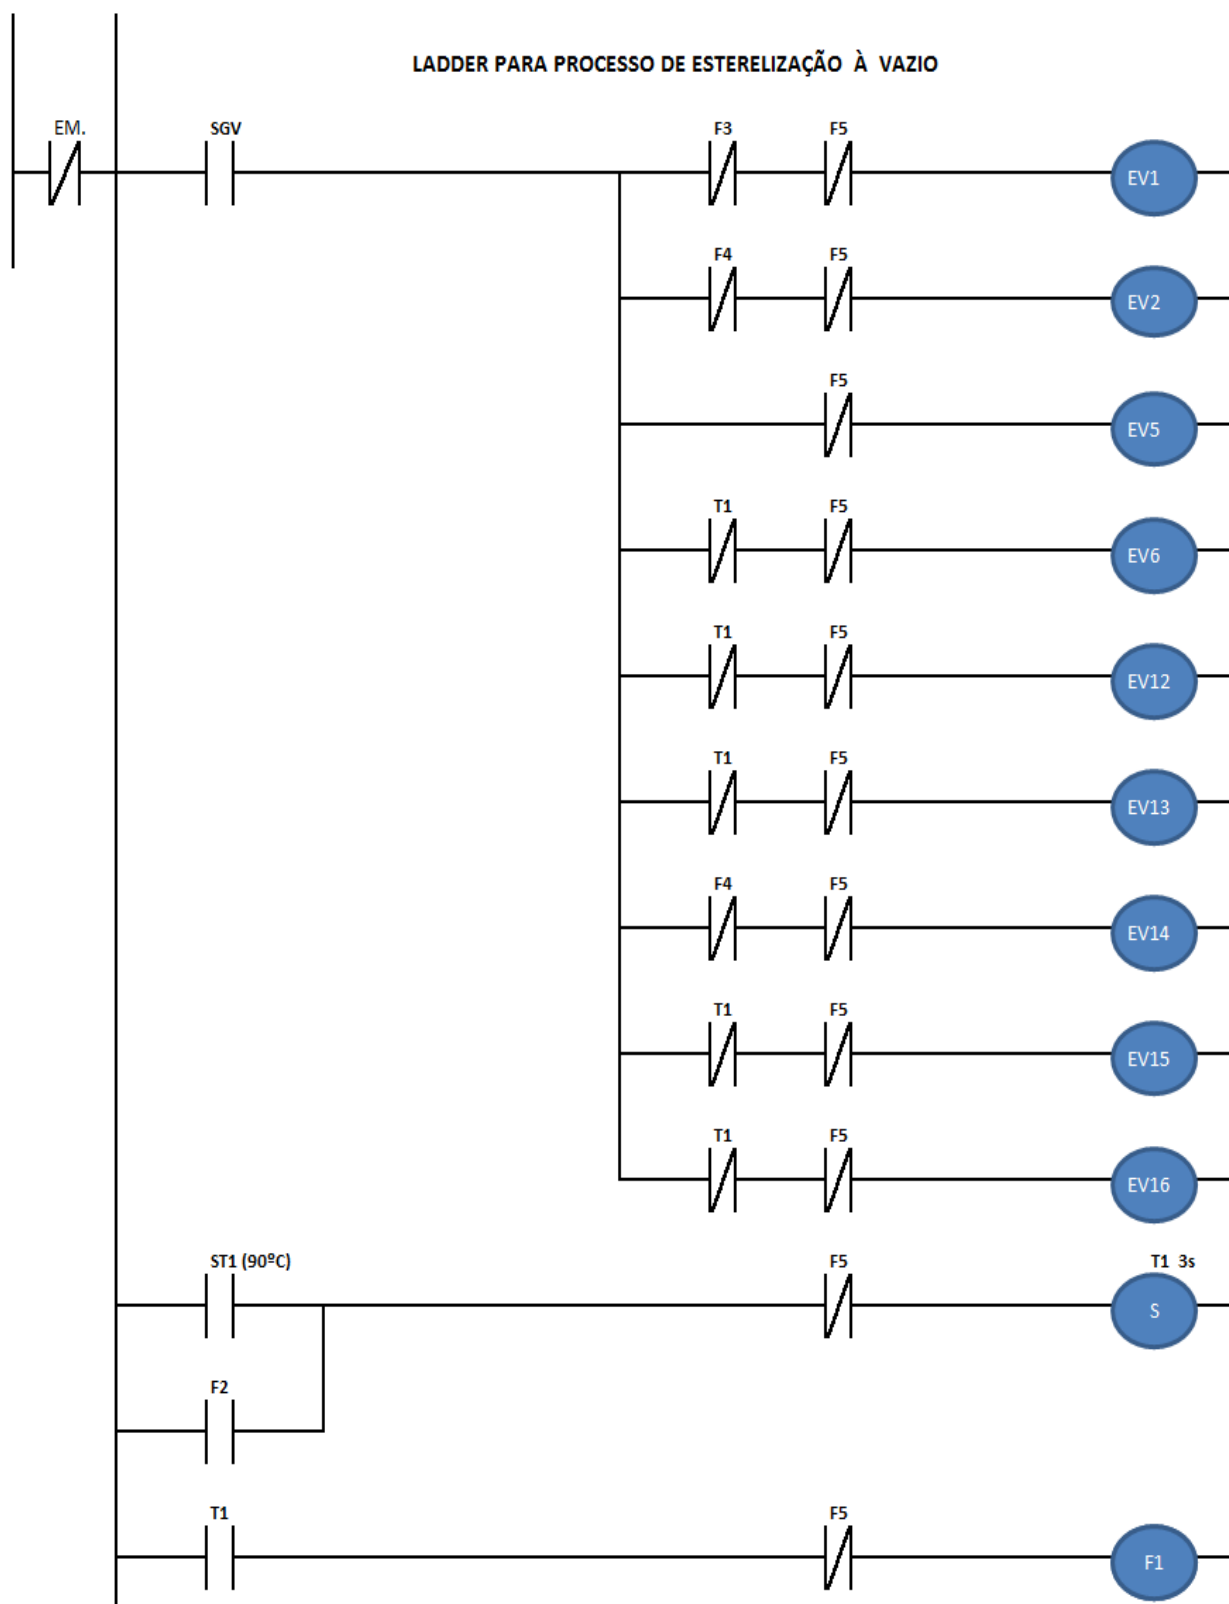 LADDER PARA PROCESSO DE ESTERELIZAÇÃO À VAZIO
EM. SGV F3 F5
EV1
F4 F5
EV2
F5
EV5
T1 F5
EV6
T1 F5
EV12
T1 F5
EV13
F4 F5
EV14
T1 F5
EV15
T1 F5
EV16
ST1 (90ºC) F5 T1 3s
S
F2
T1 F5
F1